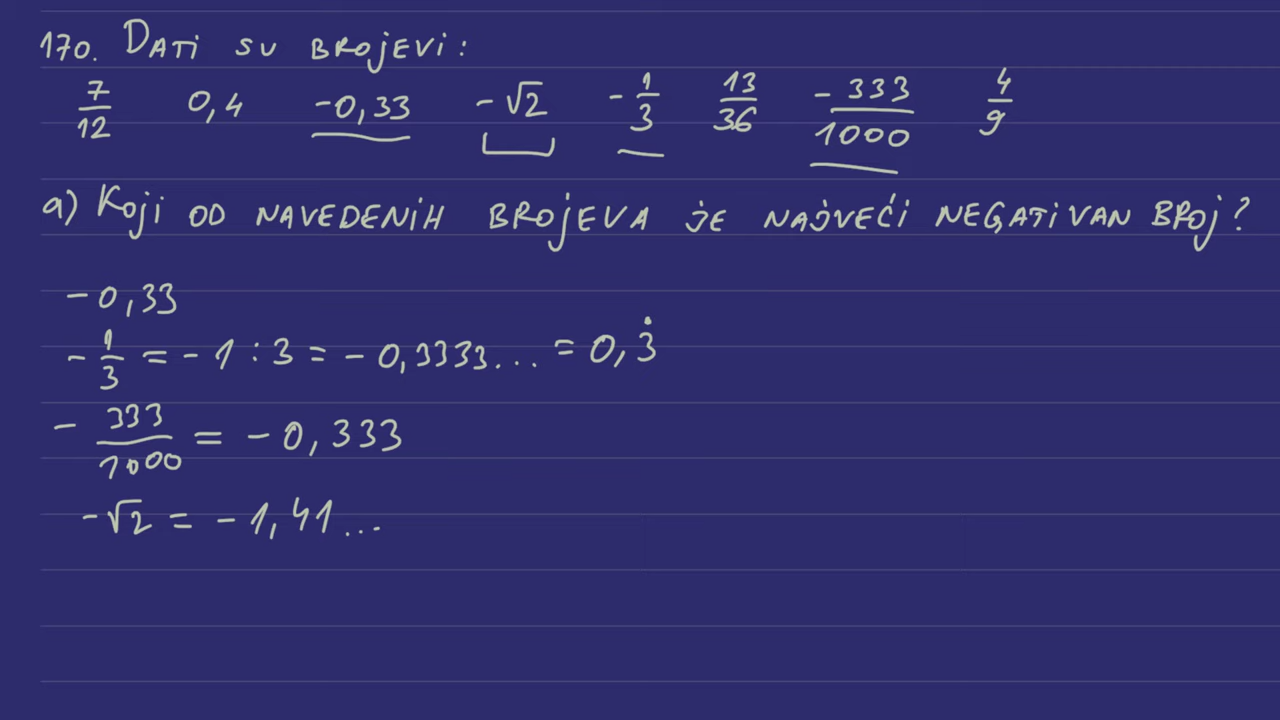 170. DATI SU BROJEVI:
7/12 0,4 -0,33 -√2 -1/3 13/36 -333/1000 4/9
a) KOJI OD NAVEDENIH BROJEVA JE NAJVEĆI NEGATIVAN BROJ?
-0,33
-1/3 = -1 : 3 = -0,3333... = 0,3̇
-333/1000 = -0,333
-√2 = -1,41...